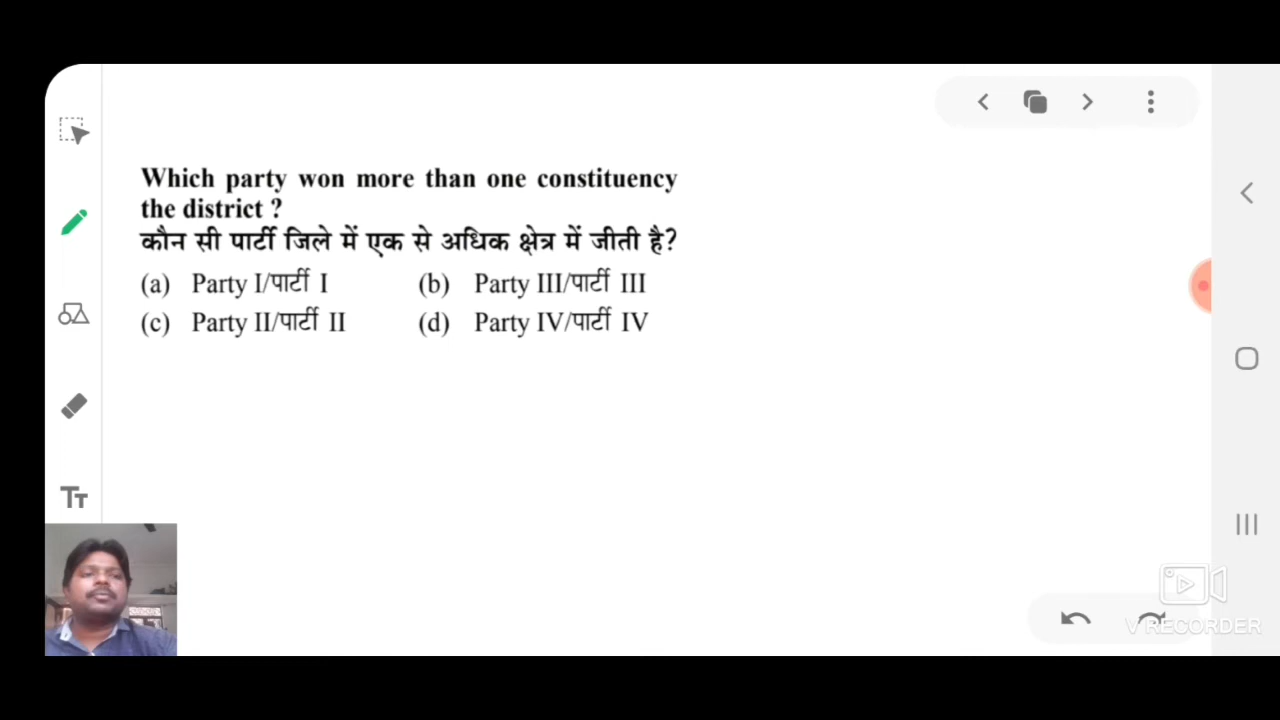 Which party won more than one constituency
the district ?
कौन सी पार्टी जिले में एक से अधिक क्षेत्र में जीती है?
(a) Party I/पार्टी I (b) Party III/पार्टी III
(c) Party II/पार्टी II (d) Party IV/पार्टी IV
TT
V RECORDER